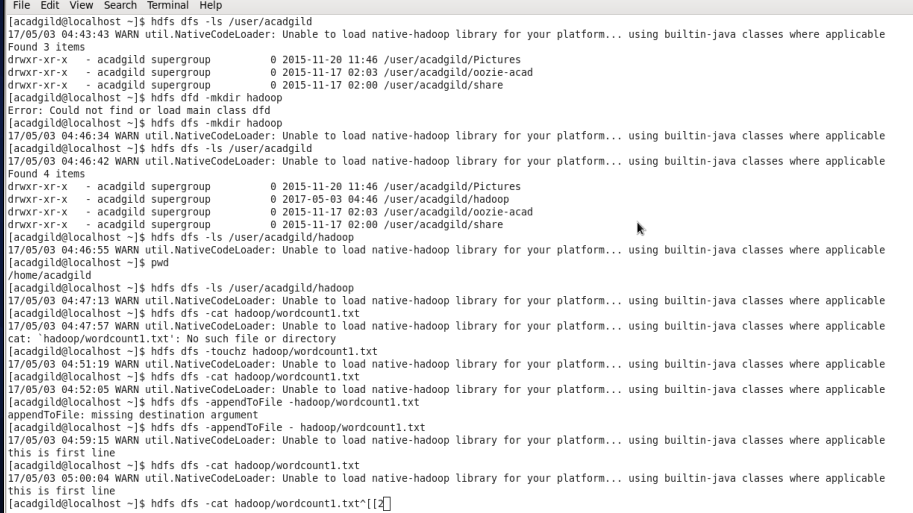 File Edit View Search Terminal Help
[acadgild@localhost ~]$ hdfs dfs -ls /user/acadgild
17/05/03 04:43:43 WARN util.NativeCodeLoader: Unable to load native-hadoop library for your platform... using builtin-java classes where applicable
Found 3 items
drwxr-xr-x   - acadgild supergroup          0 2015-11-20 11:46 /user/acadgild/Pictures
drwxr-xr-x   - acadgild supergroup          0 2015-11-17 02:03 /user/acadgild/oozie-acad
drwxr-xr-x   - acadgild supergroup          0 2015-11-17 02:00 /user/acadgild/share
[acadgild@localhost ~]$ hdfs dfd -mkdir hadoop
Error: Could not find or load main class dfd
[acadgild@localhost ~]$ hdfs dfs -mkdir hadoop
17/05/03 04:46:34 WARN util.NativeCodeLoader: Unable to load native-hadoop library for your platform... using builtin-java classes where applicable
[acadgild@localhost ~]$ hdfs dfs -ls /user/acadgild
17/05/03 04:46:42 WARN util.NativeCodeLoader: Unable to load native-hadoop library for your platform... using builtin-java classes where applicable
Found 4 items
drwxr-xr-x   - acadgild supergroup          0 2015-11-20 11:46 /user/acadgild/Pictures
drwxr-xr-x   - acadgild supergroup          0 2017-05-03 04:46 /user/acadgild/hadoop
drwxr-xr-x   - acadgild supergroup          0 2015-11-17 02:03 /user/acadgild/oozie-acad
drwxr-xr-x   - acadgild supergroup          0 2015-11-17 02:00 /user/acadgild/share
[acadgild@localhost ~]$ hdfs dfs -ls /user/acadgild/hadoop
17/05/03 04:46:55 WARN util.NativeCodeLoader: Unable to load native-hadoop library for your platform... using builtin-java classes where applicable
[acadgild@localhost ~]$ pwd
/home/acadgild
[acadgild@localhost ~]$ hdfs dfs -ls /user/acadgild/hadoop
17/05/03 04:47:13 WARN util.NativeCodeLoader: Unable to load native-hadoop library for your platform... using builtin-java classes where applicable
[acadgild@localhost ~]$ hdfs dfs -cat hadoop/wordcount1.txt
17/05/03 04:47:57 WARN util.NativeCodeLoader: Unable to load native-hadoop library for your platform... using builtin-java classes where applicable
cat: `hadoop/wordcount1.txt': No such file or directory
[acadgild@localhost ~]$ hdfs dfs -touchz hadoop/wordcount1.txt
17/05/03 04:51:19 WARN util.NativeCodeLoader: Unable to load native-hadoop library for your platform... using builtin-java classes where applicable
[acadgild@localhost ~]$ hdfs dfs -cat hadoop/wordcount1.txt
17/05/03 04:52:05 WARN util.NativeCodeLoader: Unable to load native-hadoop library for your platform... using builtin-java classes where applicable
[acadgild@localhost ~]$ hdfs dfs -appendToFile -hadoop/wordcount1.txt
appendToFile: missing destination argument
[acadgild@localhost ~]$ hdfs dfs -appendToFile - hadoop/wordcount1.txt
17/05/03 04:59:15 WARN util.NativeCodeLoader: Unable to load native-hadoop library for your platform... using builtin-java classes where applicable
this is first line
[acadgild@localhost ~]$ hdfs dfs -cat hadoop/wordcount1.txt
17/05/03 05:00:04 WARN util.NativeCodeLoader: Unable to load native-hadoop library for your platform... using builtin-java classes where applicable
this is first line
[acadgild@localhost ~]$ hdfs dfs -cat hadoop/wordcount1.txt^[[2